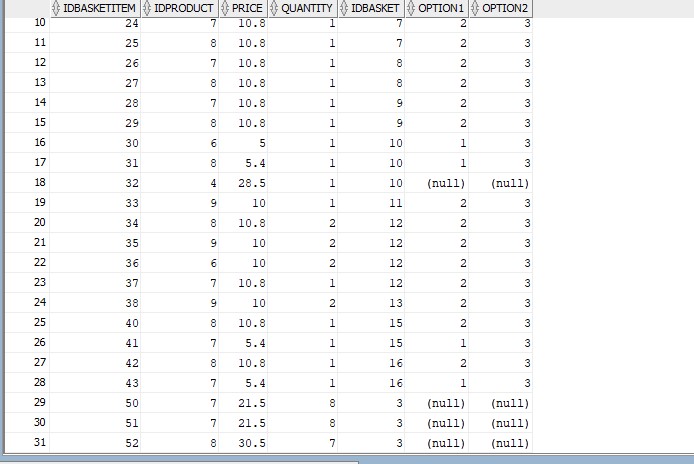 IDBASKETITEM IDPRODUCT PRICE QUANTITY IDBASKET OPTION1 OPTION2
10 24 7 10.8 1 7 2 3
11 25 8 10.8 1 7 2 3
12 26 7 10.8 1 8 2 3
13 27 8 10.8 1 8 2 3
14 28 7 10.8 1 9 2 3
15 29 8 10.8 1 9 2 3
16 30 6 5 1 10 1 3
17 31 8 5.4 1 10 1 3
18 32 4 28.5 1 10 (null) (null)
19 33 9 10 1 11 2 3
20 34 8 10.8 2 12 2 3
21 35 9 10 2 12 2 3
22 36 6 10 2 12 2 3
23 37 7 10.8 1 12 2 3
24 38 9 10 2 13 2 3
25 40 8 10.8 1 15 2 3
26 41 7 5.4 1 15 1 3
27 42 8 10.8 1 16 2 3
28 43 7 5.4 1 16 1 3
29 50 7 21.5 8 3 (null) (null)
30 51 7 21.5 8 3 (null) (null)
31 52 8 30.5 7 3 (null) (null)